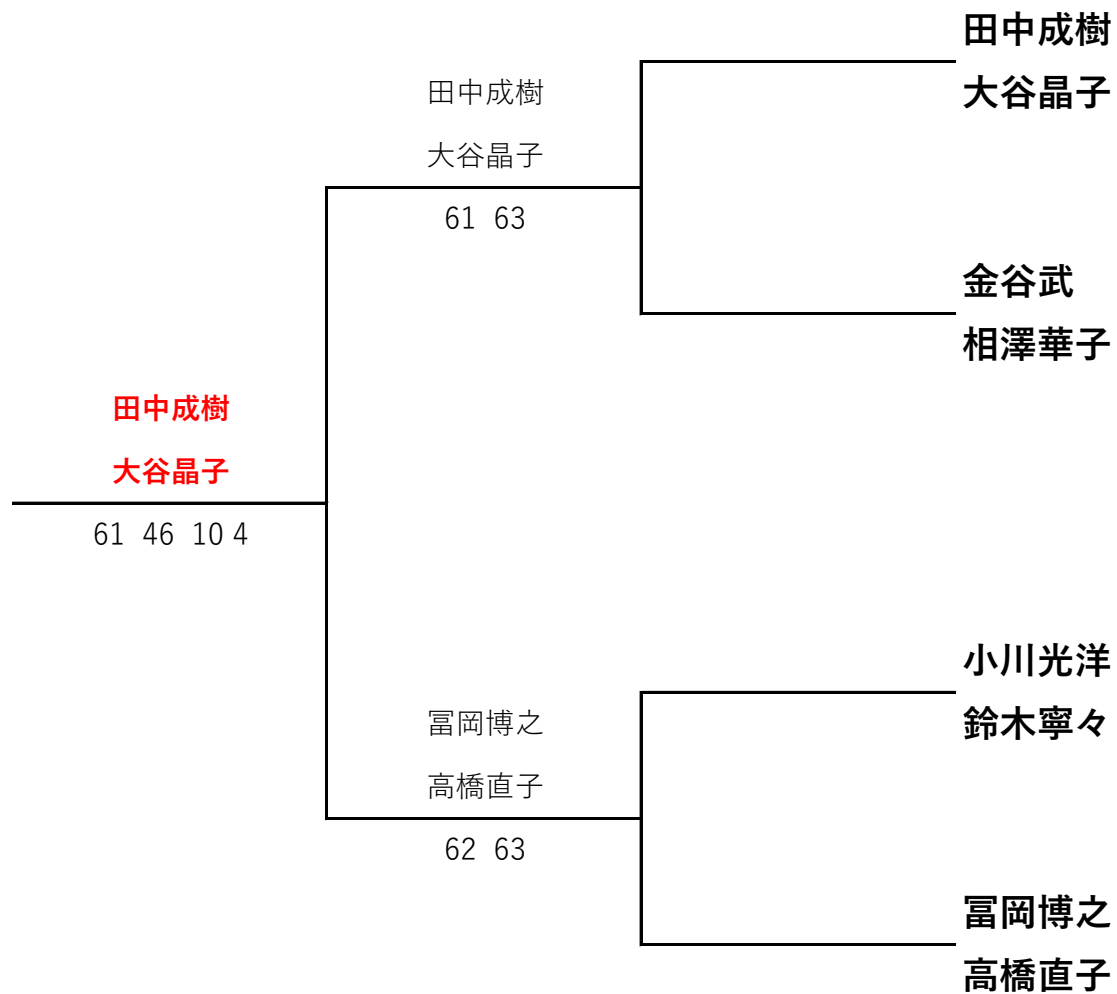 田中成樹
大谷晶子
田中成樹
大谷晶子
61 63
金谷武
相澤華子
田中成樹
大谷晶子
61 46 10 4
小川光洋
鈴木寧々
冨岡博之
高橋直子
62 63
冨岡博之
高橋直子